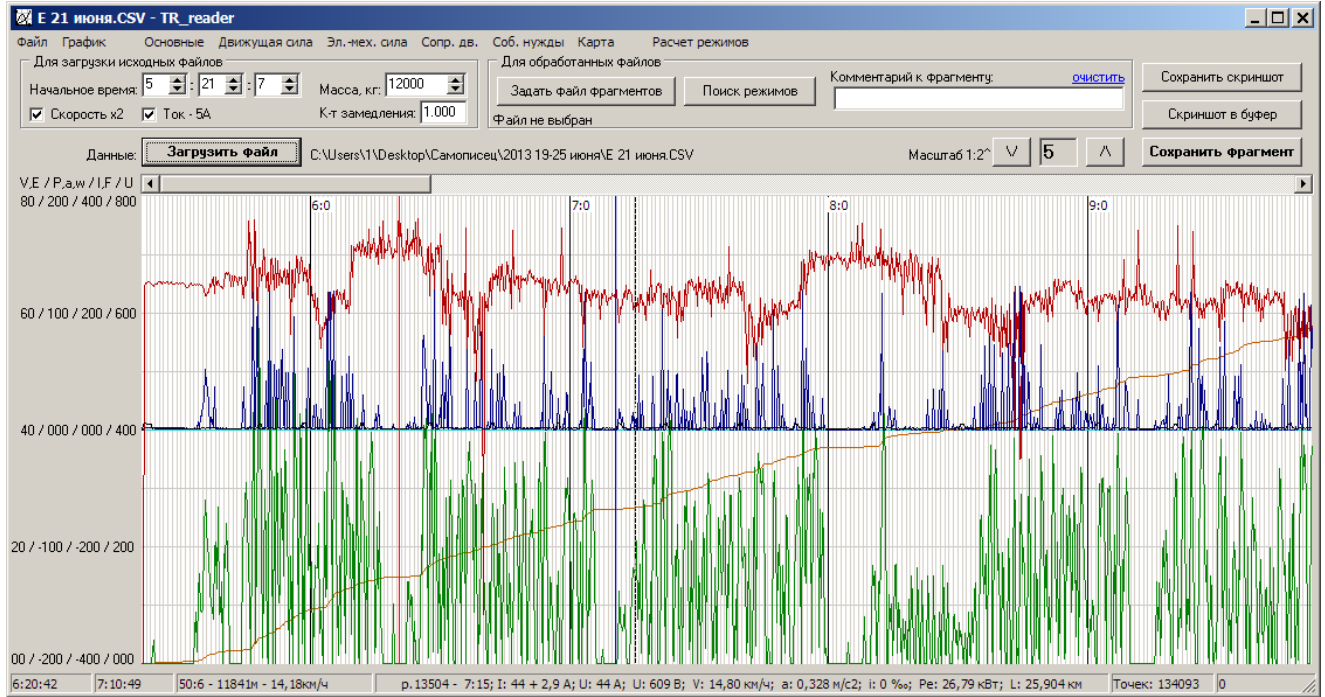 E 21 июня.CSV - TR_reader
Файл График Основные Движущая сила Эл.-мех. сила Сопр. дв. Соб. нужды Карта Расчет режимов
Для загрузки исходных файлов
Начальное время: 5 : 21 : 7 Масса, кг: 12000
Скорость x2 Ток - 5А К-т замедления: 1.000
Для обработанных файлов
Задать файл фрагментов Поиск режимов
Файл не выбран
Комментарий к фрагменту: очистить
Сохранить скриншот
Скриншот в буфер
Данные: Загрузить файл C:\Users\1\Desktop\Самописец\2013 19-25 июня\E 21 июня.CSV Масштаб 1:2^ \/ 5 /\ Сохранить фрагмент
V,E / P,a,w / I,F / U
80 / 200 / 400 / 800
6:0 7:0 8:0 9:0
60 / 100 / 200 / 600
40 / 000 / 000 / 400
20 / -100 / -200 / 200
00 / -200 / -400 / 000
6:20:42 7:10:49 50:6 - 11841м - 14,18км/ч р.13504 - 7:15; I: 44 + 2,9 А; U: 44 А; U: 609 В; V: 14,80 км/ч; a: 0,328 м/с2; i: 0 ‰; Pe: 26,79 кВт; L: 25,904 км Точек: 134093 0